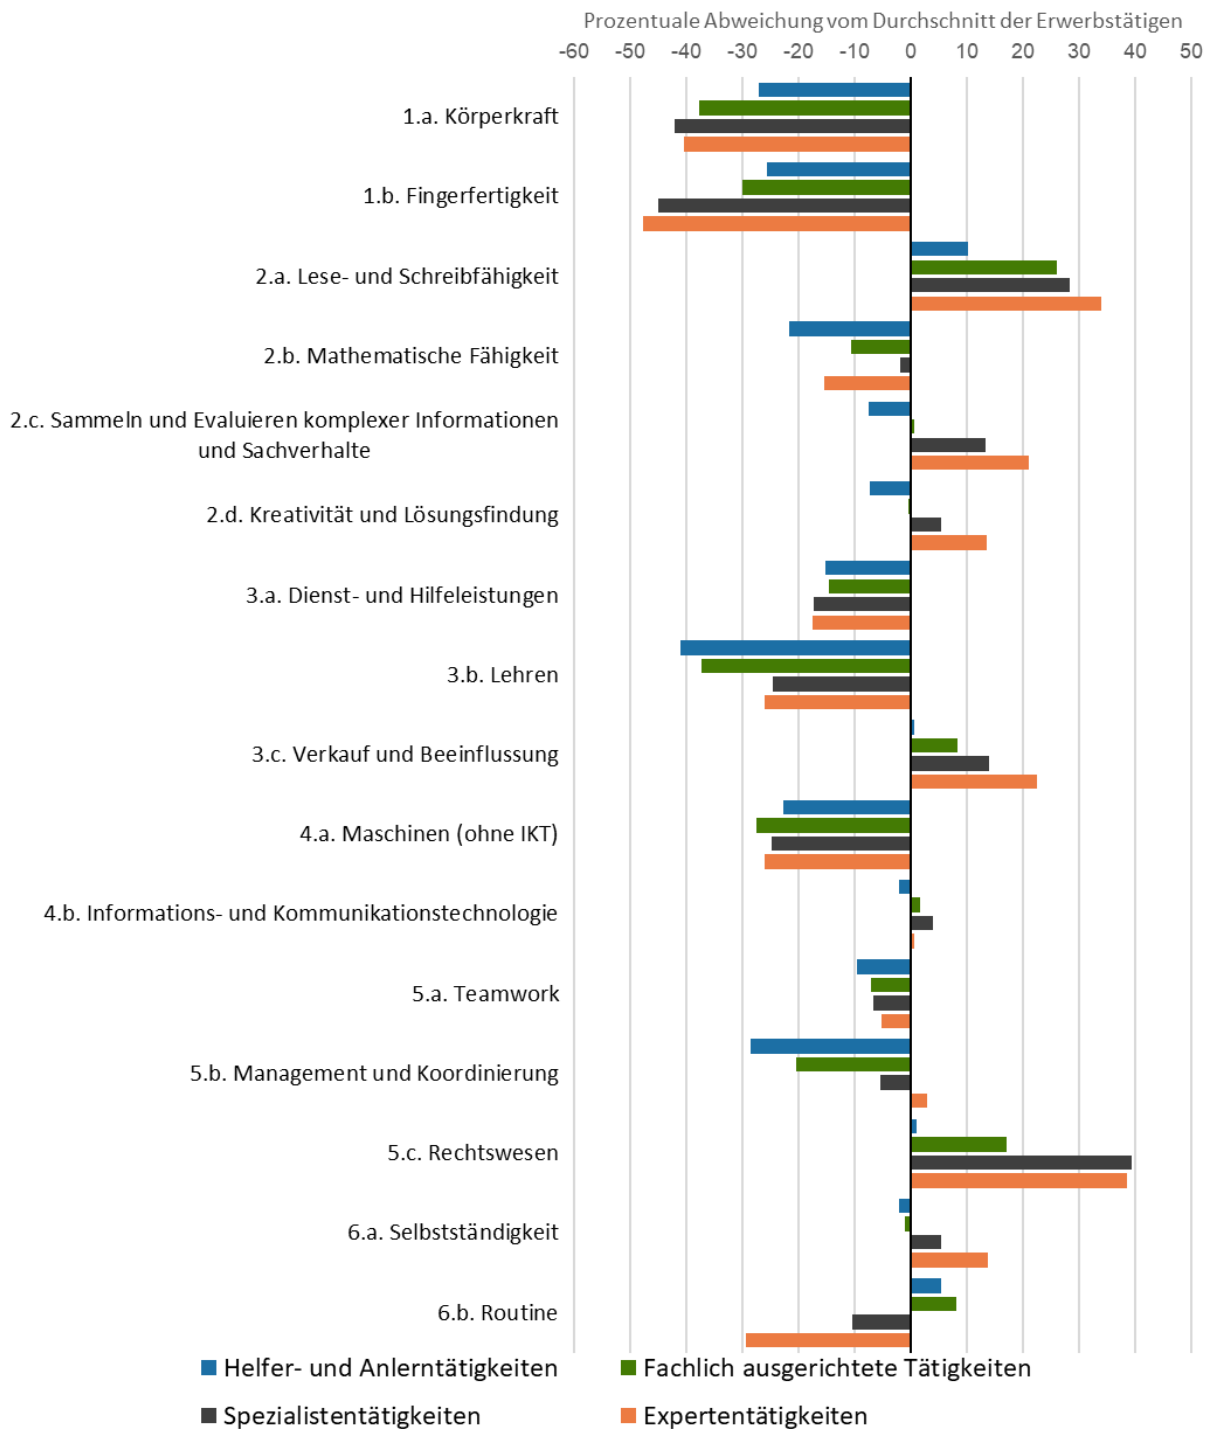 Prozentuale Abweichung vom Durchschnitt der Erwerbstätigen
-60 -50 -40 -30 -20 -10 0 10 20 30 40 50
1.a. Körperkraft
1.b. Fingerfertigkeit
2.a. Lese- und Schreibfähigkeit
2.b. Mathematische Fähigkeit
2.c. Sammeln und Evaluieren komplexer Informationen
und Sachverhalte
2.d. Kreativität und Lösungsfindung
3.a. Dienst- und Hilfeleistungen
3.b. Lehren
3.c. Verkauf und Beeinflussung
4.a. Maschinen (ohne IKT)
4.b. Informations- und Kommunikationstechnologie
5.a. Teamwork
5.b. Management und Koordinierung
5.c. Rechtswesen
6.a. Selbstständigkeit
6.b. Routine
Helfer- und Anlerntätigkeiten
Fachlich ausgerichtete Tätigkeiten
Spezialistentätigkeiten
Expertentätigkeiten